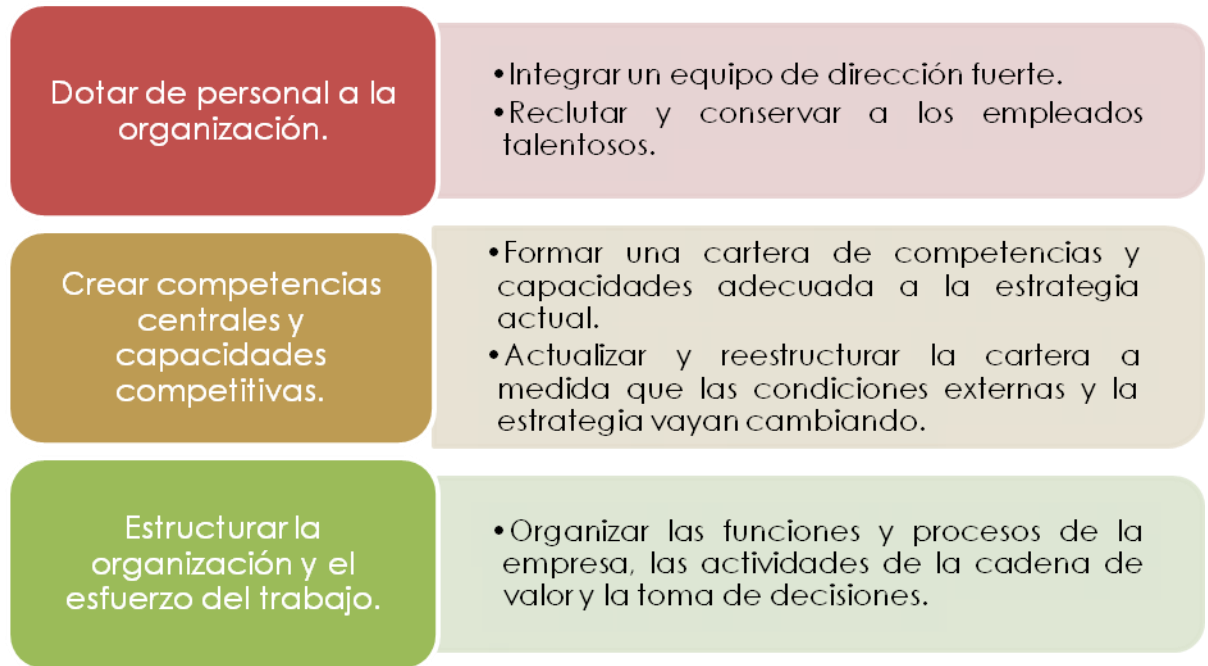 Dotar de personal a la
organización.
•Integrar un equipo de dirección fuerte.
•Reclutar y conservar a los empleados
talentosos.
Crear competencias
centrales y
capacidades
competitivas.
•Formar una cartera de competencias y
capacidades adecuada a la estrategia
actual.
•Actualizar y reestructurar la cartera a
medida que las condiciones externas y la
estrategia vayan cambiando.
Estructurar la
organización y el
esfuerzo del trabajo.
•Organizar las funciones y procesos de la
empresa, las actividades de la cadena de
valor y la toma de decisiones.